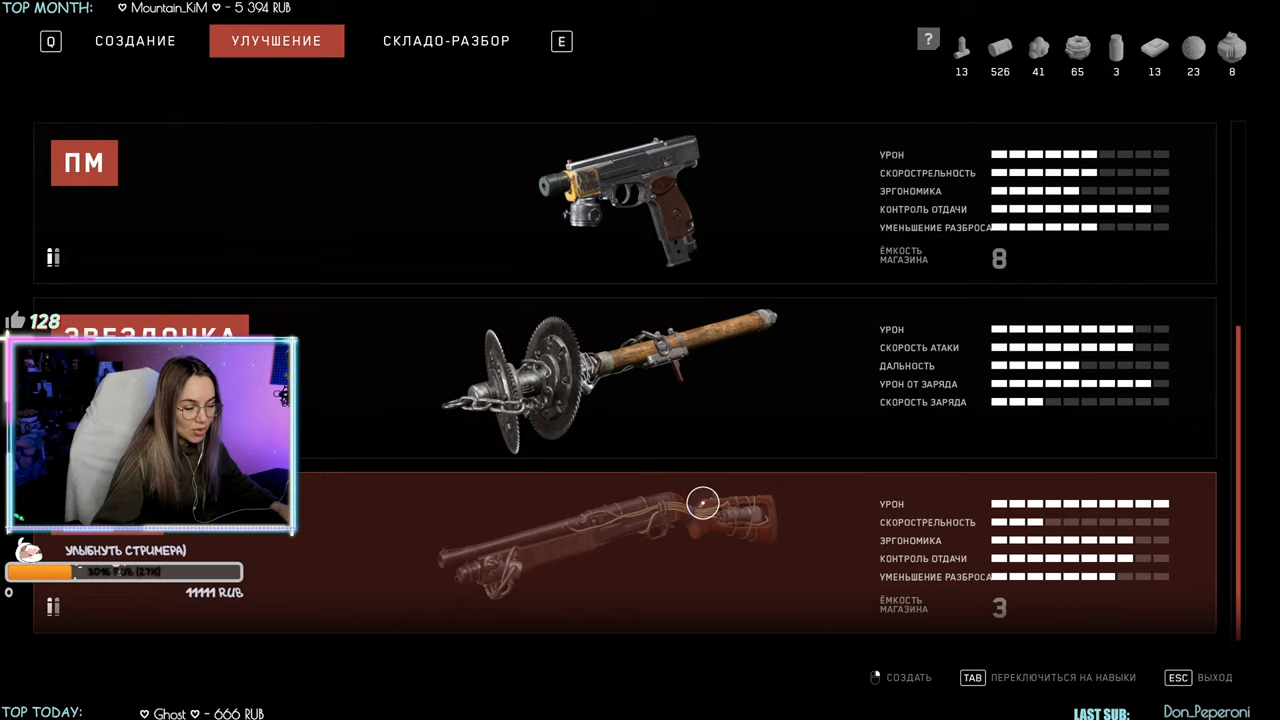 TOP MONTH: ♡ Mountain_KiM ♡ - 5 394 RUB
Q СОЗДАНИЕ УЛУЧШЕНИЕ СКЛАДО-РАЗБОР E ?
13 526 41 65 3 13 23 8
ПМ
УРОН
СКОРОСТРЕЛЬНОСТЬ
ЭРГОНОМИКА
КОНТРОЛЬ ОТДАЧИ
УМЕНЬШЕНИЕ РАЗБРОСА
ЁМКОСТЬ
МАГАЗИНА 8
128
ЗВЕЗДОЧКА
УРОН
СКОРОСТЬ АТАКИ
ДАЛЬНОСТЬ
УРОН ОТ ЗАРЯДА
СКОРОСТЬ ЗАРЯДА
УРОН
СКОРОСТРЕЛЬНОСТЬ
ЭРГОНОМИКА
КОНТРОЛЬ ОТДАЧИ
УМЕНЬШЕНИЕ РАЗБРОСА
ЁМКОСТЬ
МАГАЗИНА 3
УЛЫБНУТЬ СТРИМЕРА)
0 11111 RUB
СОЗДАТЬ TAB ПЕРЕКЛЮЧИТЬСЯ НА НАВЫКИ ESC ВЫХОД
TOP TODAY: ♡ Ghost ♡ - 666 RUB
LAST SUB: Don_Peperoni